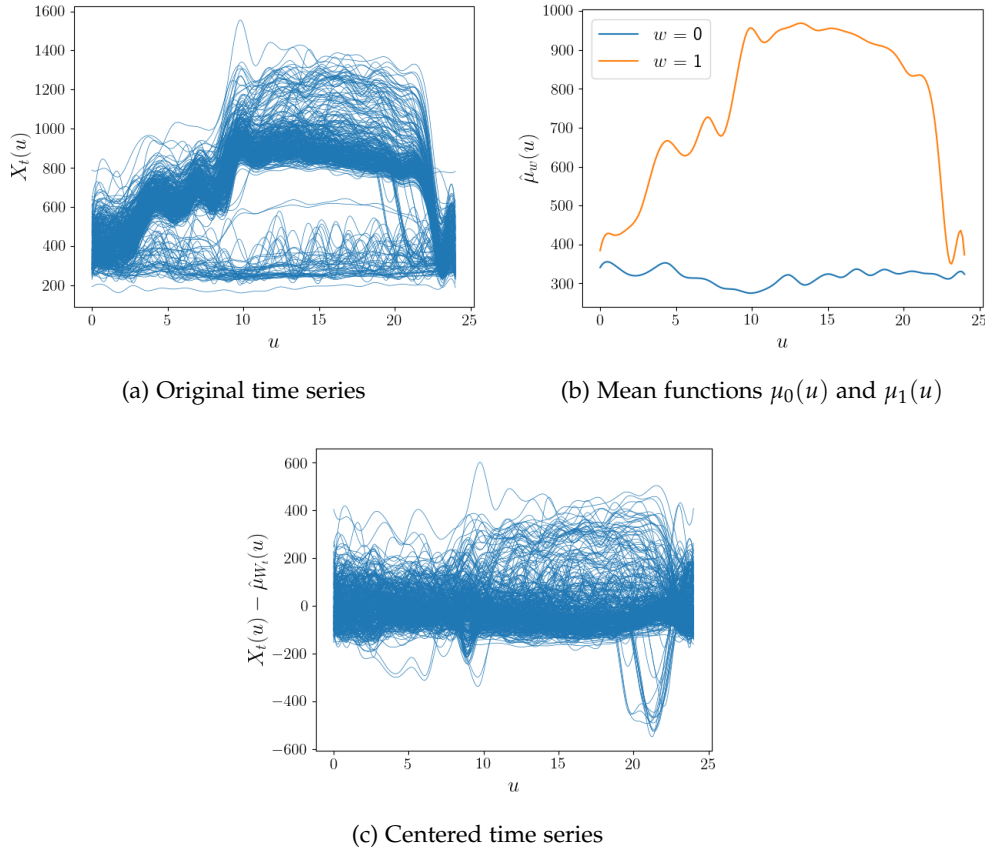 1600
1400
1200
1000
800
600
400
200
0 5 10 15 20 25
X_t(u)
u
(a) Original time series
1000
900
800
700
600
500
400
300
0 5 10 15 20 25
w = 0
w = 1
μ̂_w(u)
u
(b) Mean functions μ_0(u) and μ_1(u)
600
400
200
0
−200
−400
−600
0 5 10 15 20 25
X_t(u) − μ̂_{W_t}(u)
u
(c) Centered time series